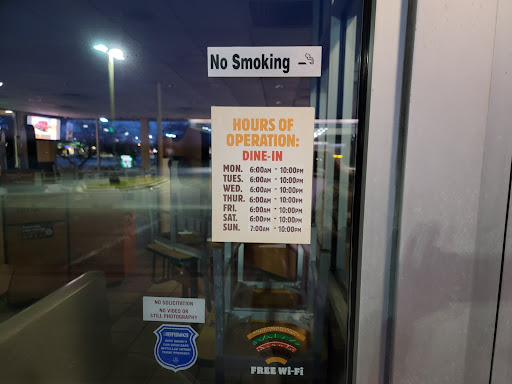 No Smoking
HOURS OF
OPERATION:
DINE-IN
MON. 6:00AM - 10:00PM
TUES. 6:00AM - 10:00PM
WED. 6:00AM - 10:00PM
THUR. 6:00AM - 10:00PM
FRI. 6:00AM - 10:00PM
SAT. 6:00AM - 10:00PM
SUN. 7:00AM - 10:00PM
NO SOLICITATION
NO VIDEO OR
STILL PHOTOGRAPHY
FREE Wi-Fi